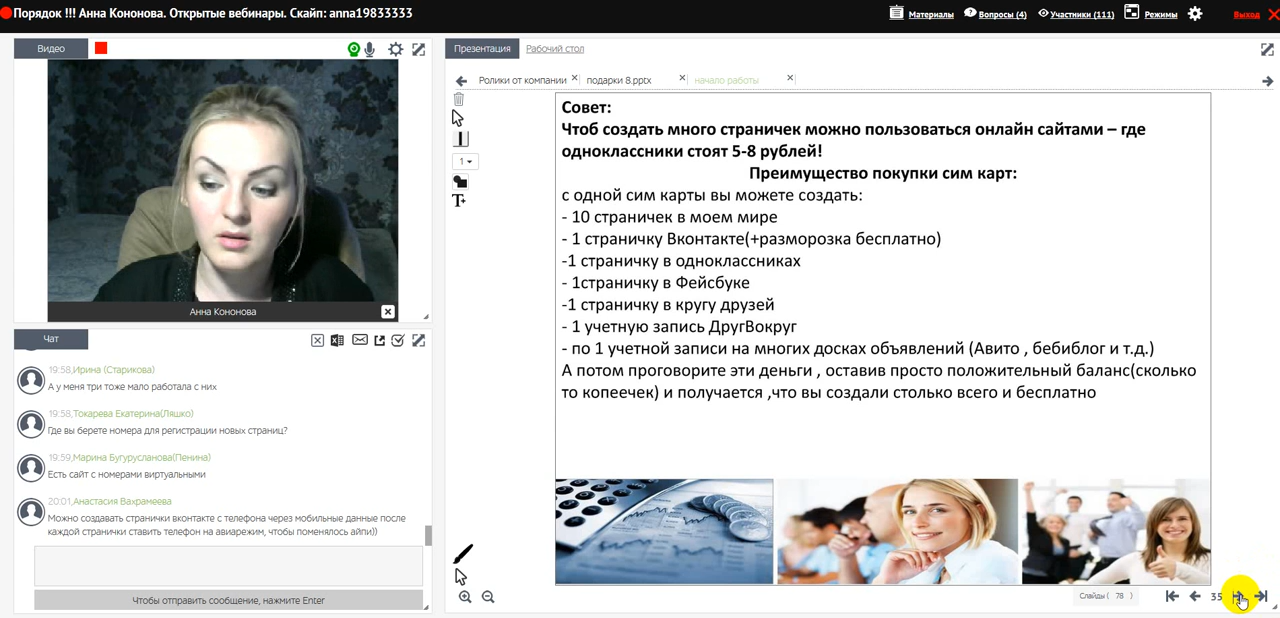 Порядок !!! Анна Кононова. Открытые вебинары. Скайп: anna19833333
Материалы
Вопросы (4)
Участники (111)
Режимы
Выход
Видео
Анна Кононова
Чат
19:58,Ирина (Старикова)
А у меня три тоже мало работала с них
19:58,Токарева Екатерина(Ляшко)
Где вы берете номера для регистрации новых страниц?
19:59,Марина Бугурусланова(Пенина)
Есть сайт с номерами виртуальными
20:01,Анастасия Вахрамеева
Можно создавать странички вконтакте с телефона через мобильные данные после
каждой странички ставить телефон на авиарежим, чтобы поменялось айпи))
Чтобы отправить сообщение, нажмите Enter
Презентация
Рабочий стол
Ролики от компании
подарки 8.pptx
начало работы
1
Совет:
Чтоб создать много страничек можно пользоваться онлайн сайтами – где
одноклассники стоят 5-8 рублей!
Преимущество покупки сим карт:
с одной сим карты вы можете создать:
- 10 страничек в моем мире
- 1 страничку Вконтакте(+разморозка бесплатно)
-1 страничку в одноклассниках
- 1страничку в Фейсбуке
-1 страничку в кругу друзей
- 1 учетную запись ДругВокруг
- по 1 учетной записи на многих досках объявлений (Авито , бебиблог и т.д.)
А потом проговорите эти деньги , оставив просто положительный баланс(сколько
то копеечек) и получается ,что вы создали столько всего и бесплатно
Слайды ( 78 )
35